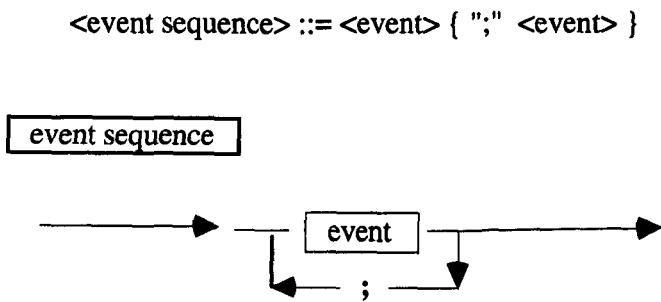 <event sequence> ::= <event> { ";" <event> }
event sequence
event
;